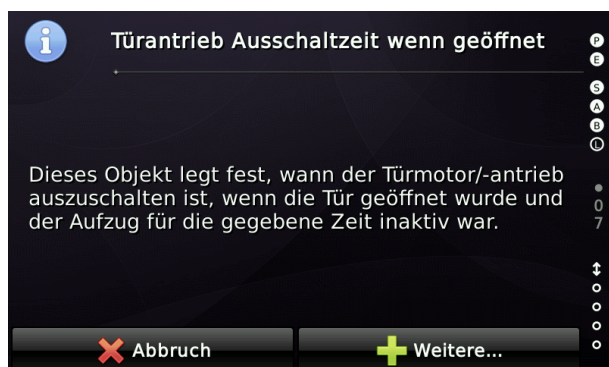 Türantrieb Ausschaltzeit wenn geöffnet
Dieses Objekt legt fest, wann der Türmotor/-antrieb
auszuschalten ist, wenn die Tür geöffnet wurde und
der Aufzug für die gegebene Zeit inaktiv war.
Abbruch
Weitere...
P
E
S
A
B
L
0
7